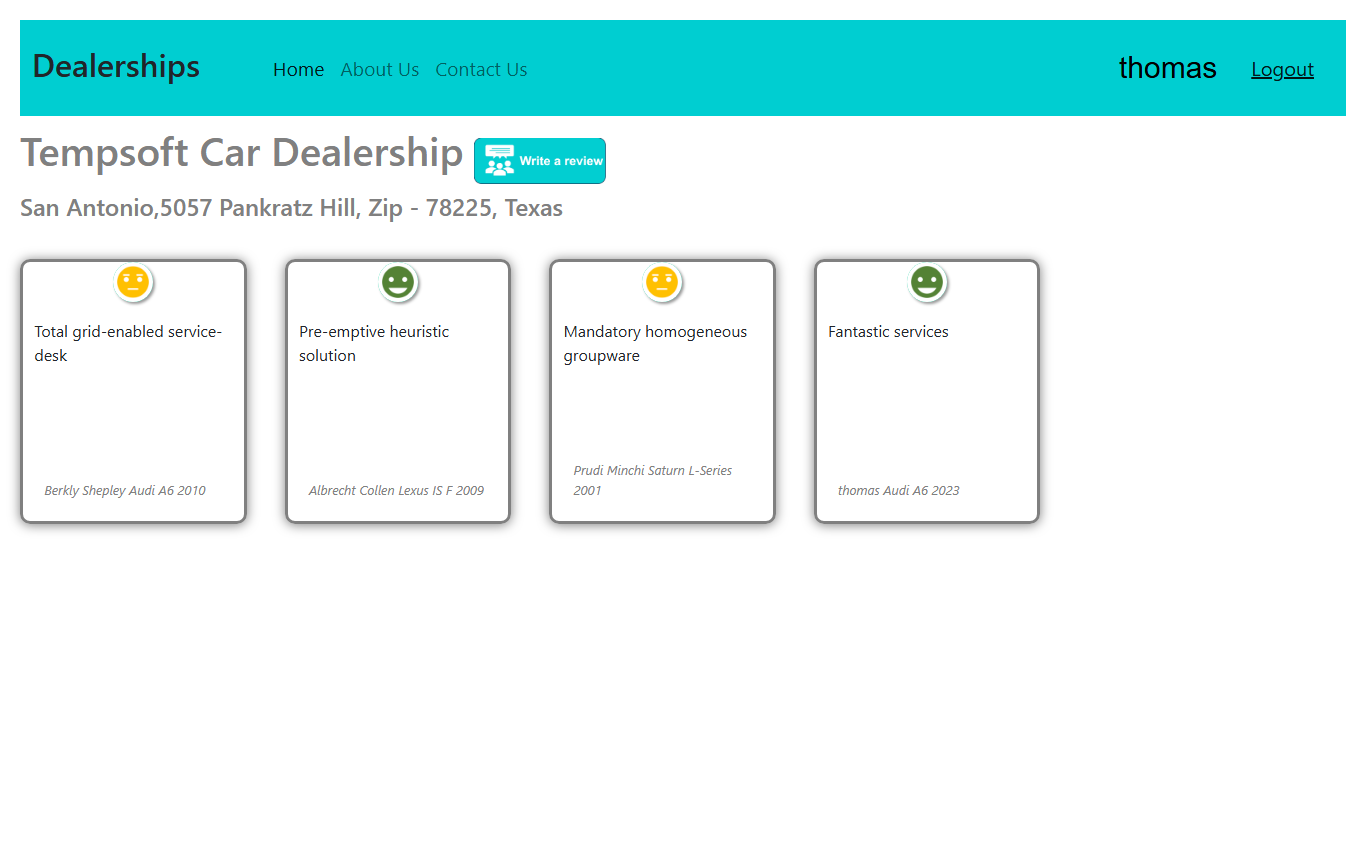 Dealerships
Home About Us Contact Us
thomas Logout
Tempsoft Car Dealership
Write a review
San Antonio,5057 Pankratz Hill, Zip - 78225, Texas
Total grid-enabled service-
desk
Berkly Shepley Audi A6 2010
Pre-emptive heuristic
solution
Albrecht Collen Lexus IS F 2009
Mandatory homogeneous
groupware
Prudi Minchi Saturn L-Series
2001
Fantastic services
thomas Audi A6 2023